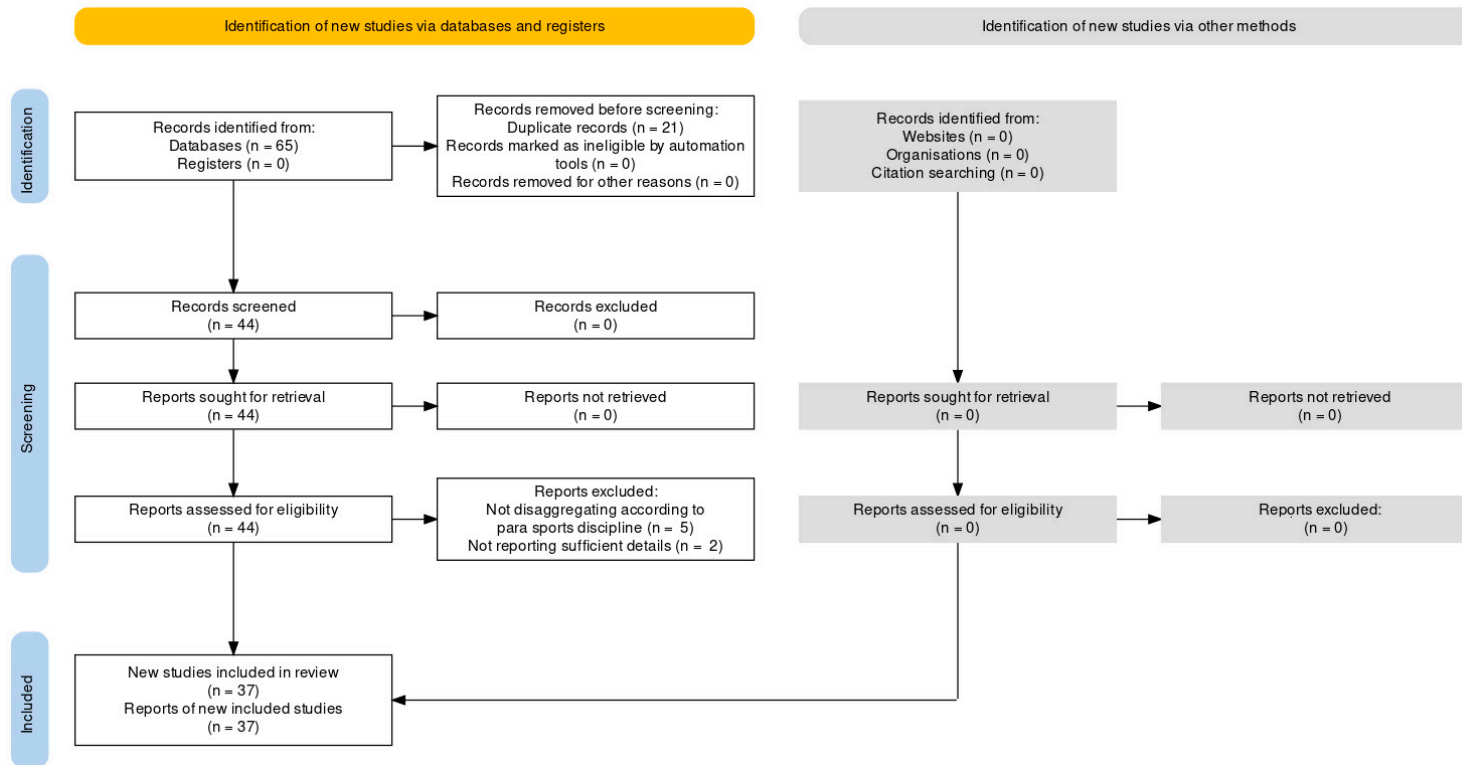 Identification of new studies via databases and registers
Identification of new studies via other methods
Identification
Records identified from:
Databases (n = 65)
Registers (n = 0)
Records removed before screening:
Duplicate records (n = 21)
Records marked as ineligible by automation
tools (n = 0)
Records removed for other reasons (n = 0)
Records identified from:
Websites (n = 0)
Organisations (n = 0)
Citation searching (n = 0)
Screening
Records screened
(n = 44)
Records excluded
(n = 0)
Reports sought for retrieval
(n = 44)
Reports not retrieved
(n = 0)
Reports sought for retrieval
(n = 0)
Reports not retrieved
(n = 0)
Reports assessed for eligibility
(n = 44)
Reports excluded:
Not disaggregating according to
para sports discipline (n = 5)
Not reporting sufficient details (n = 2)
Reports assessed for eligibility
(n = 0)
Reports excluded:
(n = 0)
Included
New studies included in review
(n = 37)
Reports of new included studies
(n = 37)